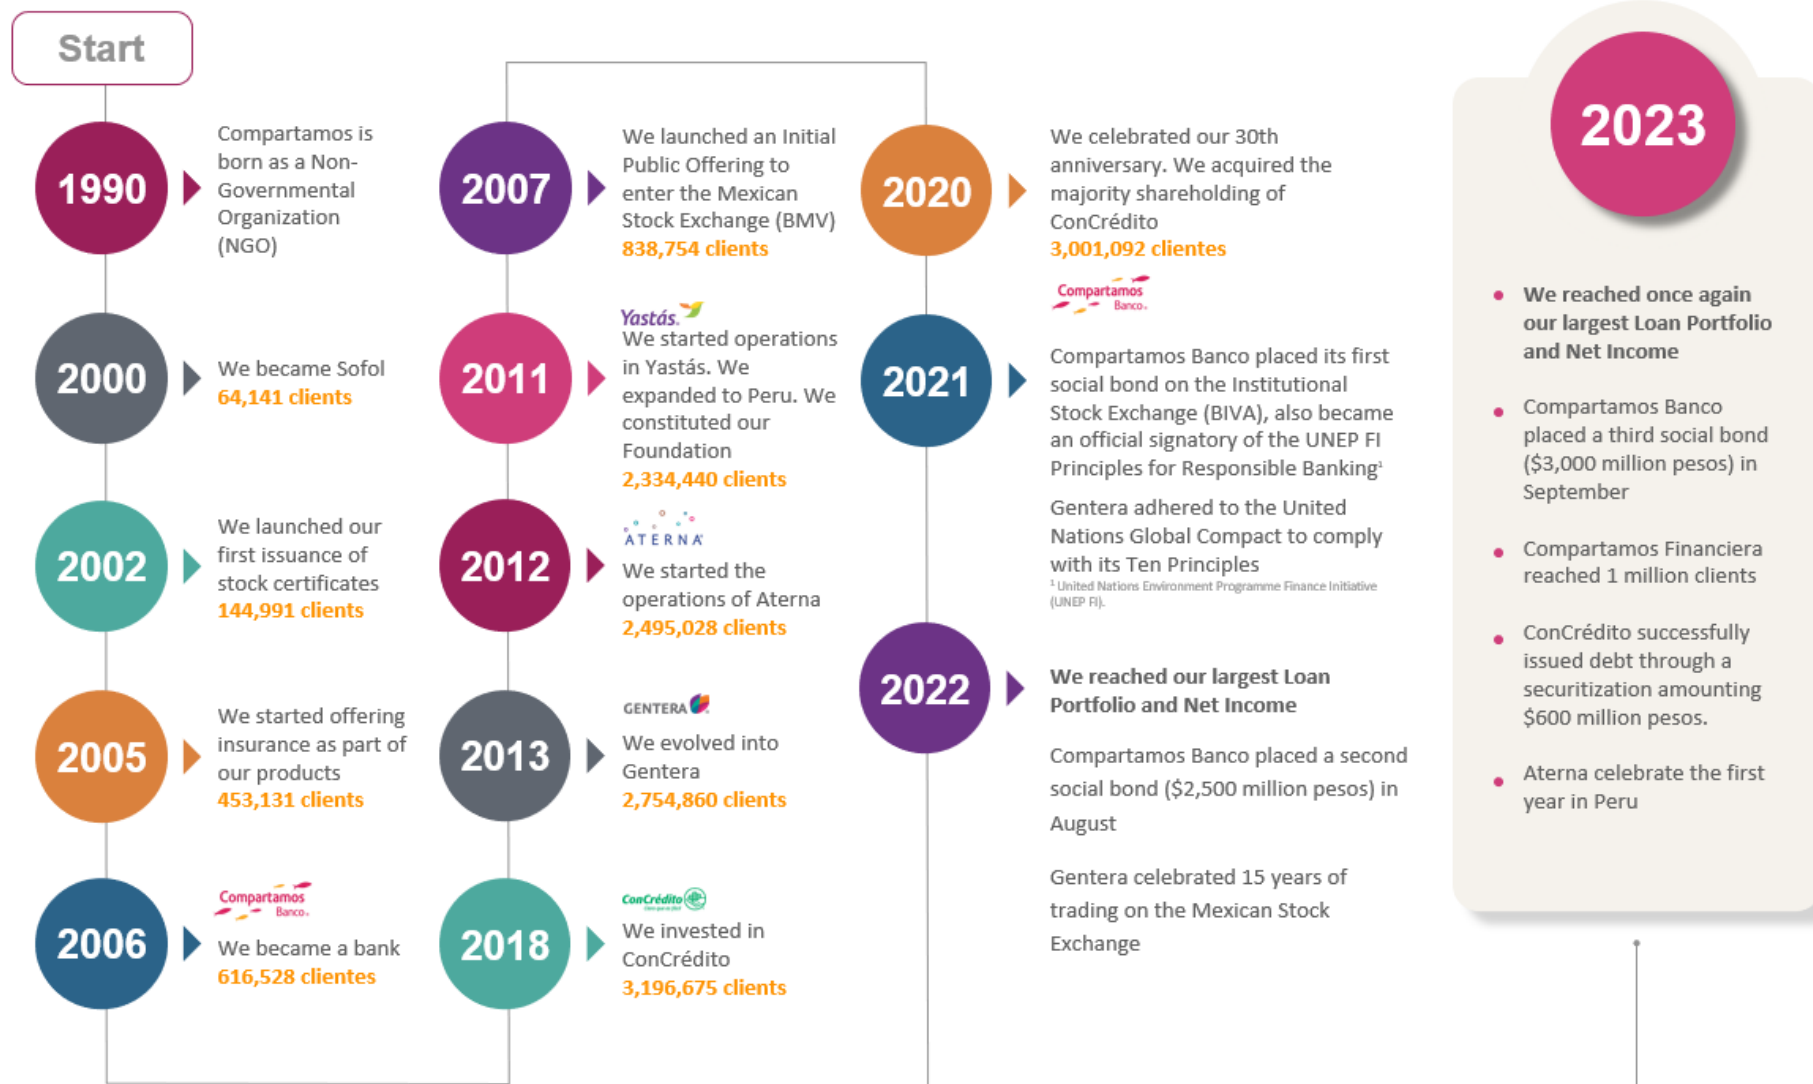 Start
1990
Compartamos is
born as a Non-
Governmental
Organization
(NGO)
2000
We became Sofol
64,141 clients
2002
We launched our
first issuance of
stock certificates
144,991 clients
2005
We started offering
insurance as part of
our products
453,131 clients
2006
Compartamos
Banco.
We became a bank
616,528 clientes
2007
We launched an Initial
Public Offering to
enter the Mexican
Stock Exchange (BMV)
838,754 clients
2011
Yastás.
We started operations
in Yastás. We
expanded to Peru. We
constituted our
Foundation
2,334,440 clients
2012
ATERNA
We started the
operations of Aterna
2,495,028 clients
2013
GENTERA
We evolved into
Gentera
2,754,860 clients
2018
ConCrédito
We invested in
ConCrédito
3,196,675 clients
2020
We celebrated our 30th
anniversary. We acquired the
majority shareholding of
ConCrédito
3,001,092 clientes
2021
Compartamos
Banco.
Compartamos Banco placed its first
social bond on the Institutional
Stock Exchange (BIVA), also became
an official signatory of the UNEP FI
Principles for Responsible Banking¹
Gentera adhered to the United
Nations Global Compact to comply
with its Ten Principles
¹ United Nations Environment Programme Finance Initiative
(UNEP FI).
2022
We reached our largest Loan
Portfolio and Net Income
Compartamos Banco placed a second
social bond ($2,500 million pesos) in
August
Gentera celebrated 15 years of
trading on the Mexican Stock
Exchange
2023
• We reached once again
our largest Loan Portfolio
and Net Income
• Compartamos Banco
placed a third social bond
($3,000 million pesos) in
September
• Compartamos Financiera
reached 1 million clients
• ConCrédito successfully
issued debt through a
securitization amounting
$600 million pesos.
• Aterna celebrate the first
year in Peru